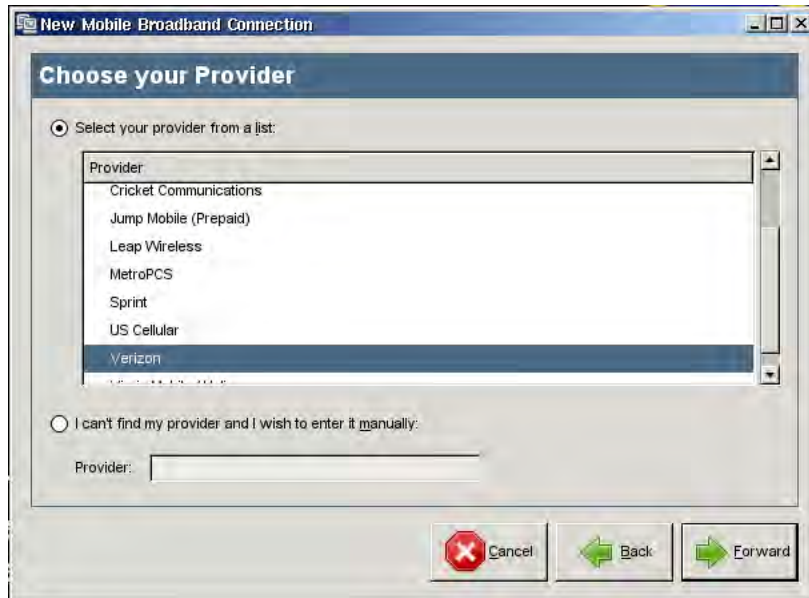 New Mobile Broadband Connection
Choose your Provider
Select your provider from a list:
Provider
Cricket Communications
Jump Mobile (Prepaid)
Leap Wireless
MetroPCS
Sprint
US Cellular
Verizon
I can't find my provider and I wish to enter it manually:
Provider:
Cancel
Back
Forward